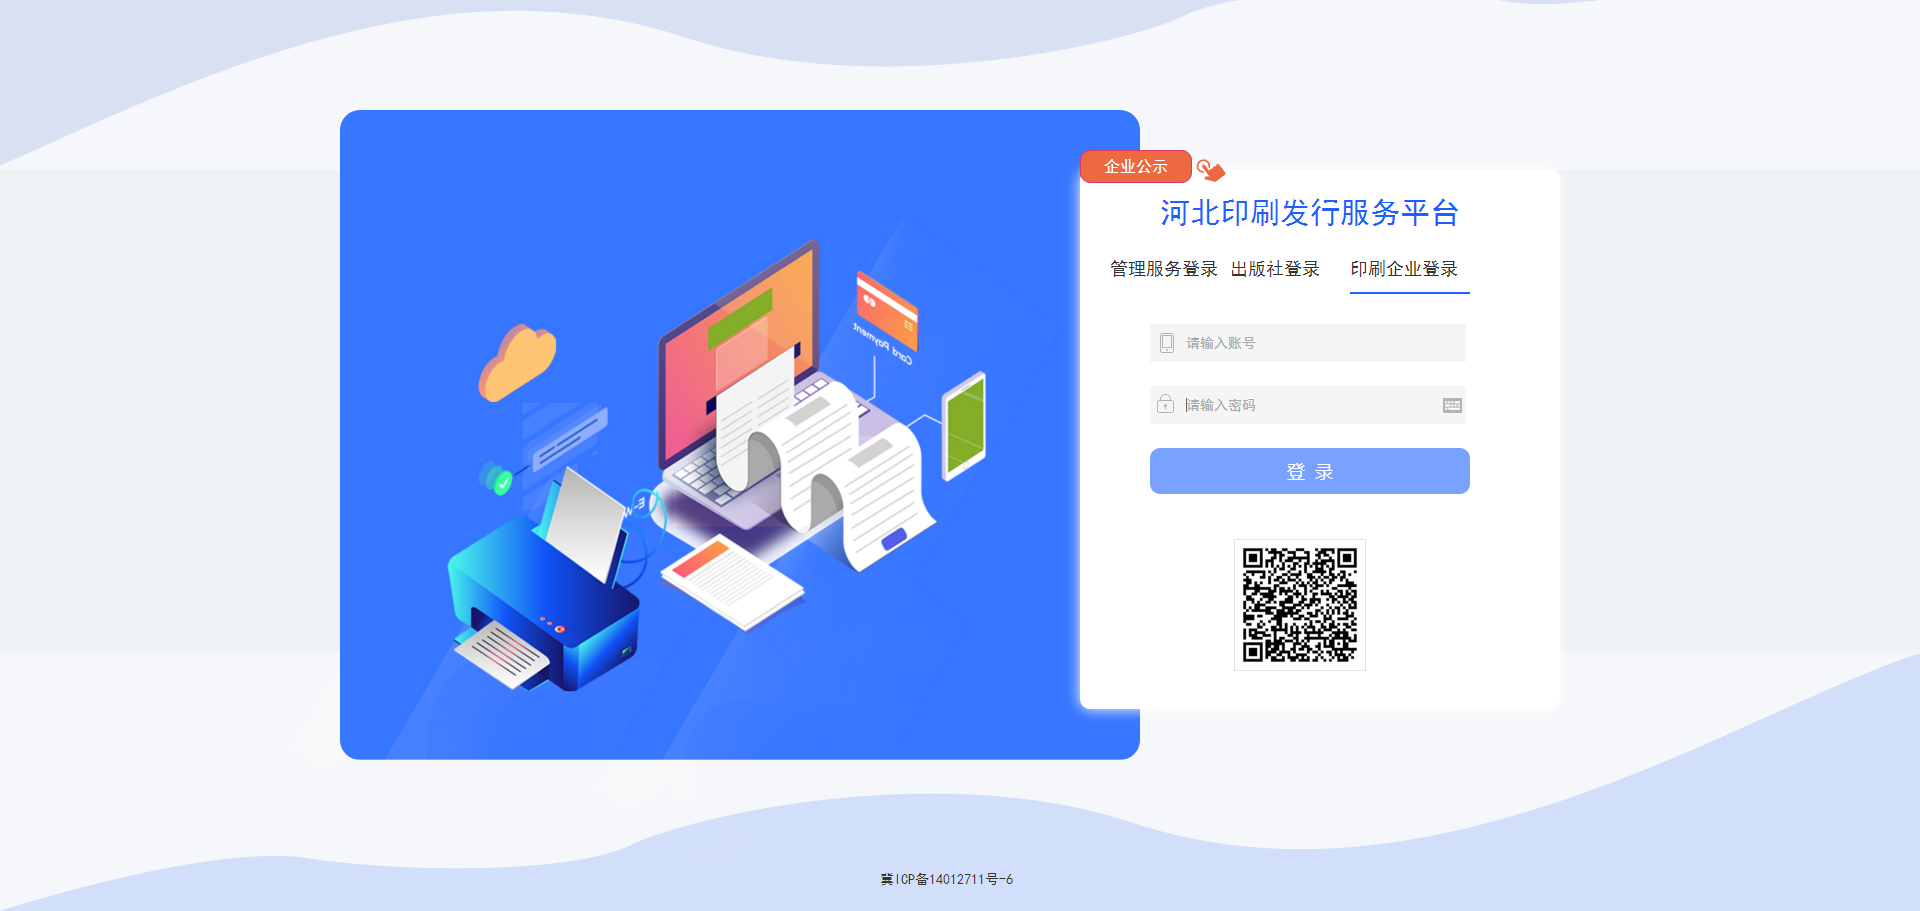 企业公示
河北印刷发行服务平台
管理服务登录 出版社登录 印刷企业登录
请输入账号
请输入密码
登 录
Card Payment
冀ICP备14012711号-6